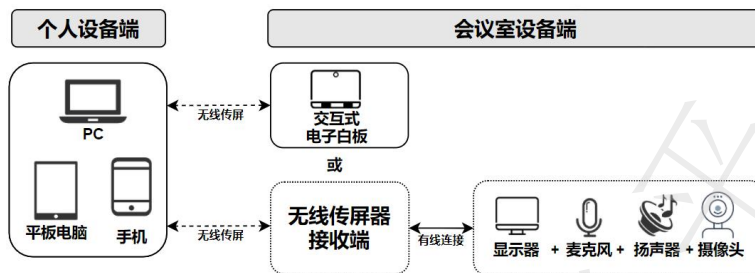 个人设备端
会议室设备端
PC
平板电脑
手机
无线传屏
交互式
电子白板
或
无线传屏
无线传屏器
接收端
有线连接
显示器 + 麦克风 + 扬声器 + 摄像头